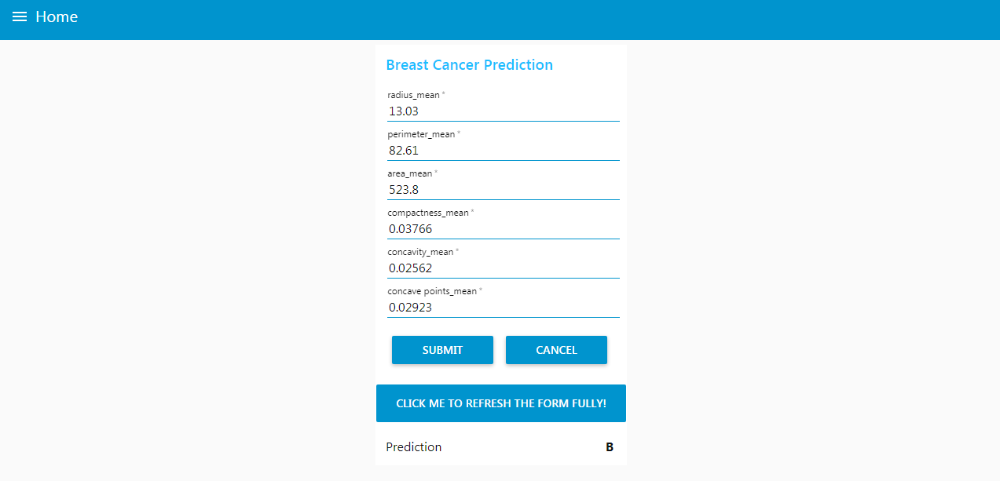 Home
Breast Cancer Prediction
radius_mean *
13.03
perimeter_mean *
82.61
area_mean *
523.8
compactness_mean *
0.03766
concavity_mean *
0.02562
concave points_mean *
0.02923
SUBMIT CANCEL
CLICK ME TO REFRESH THE FORM FULLY!
Prediction B